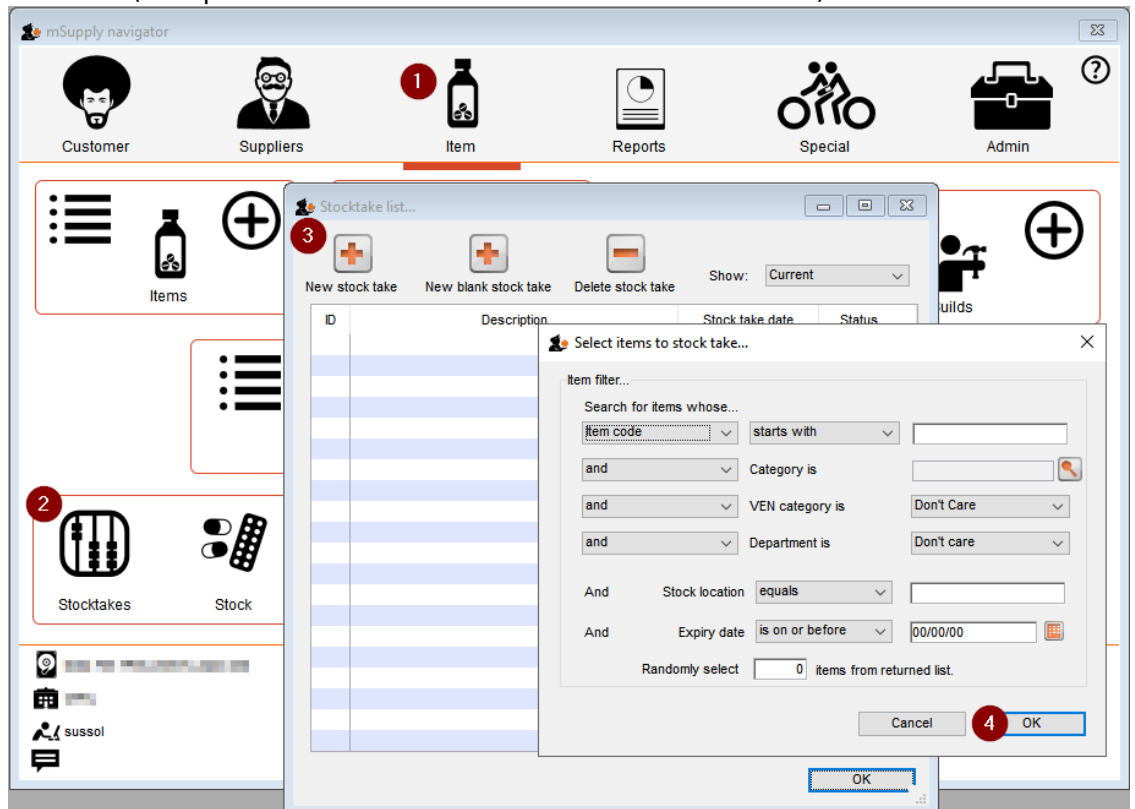 mSupply navigator
1
Customer
Suppliers
Item
Reports
Special
Admin
?
Items
Stocktake list...
3
New stock take
New blank stock take
Delete stock take
Show:
Current
ID
Description
Stock take date
Status
Select items to stock take...
Item filter...
Search for items whose...
Item code
starts with
and
Category is
and
VEN category is
Don't Care
and
Department is
Don't care
And
Stock location
equals
And
Expiry date
is on or before
00/00/00
Randomly select
0
items from returned list.
Cancel
4
OK
2
Stocktakes
Stock
sussol
OK